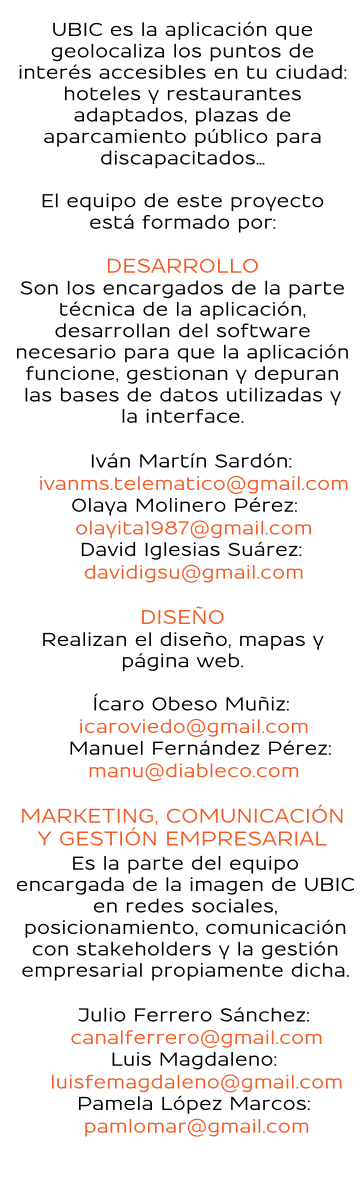 UBIC es la aplicación que
geolocaliza los puntos de
interés accesibles en tu ciudad:
hoteles y restaurantes
adaptados, plazas de
aparcamiento público para
discapacitados...
El equipo de este proyecto
está formado por:
DESARROLLO
Son los encargados de la parte
técnica de la aplicación,
desarrollan del software
necesario para que la aplicación
funcione, gestionan y depuran
las bases de datos utilizadas y
la interface.
Iván Martín Sardón:
ivanms.telematico@gmail.com
Olaya Molinero Pérez:
olayita1987@gmail.com
David Iglesias Suárez:
davidigsu@gmail.com
DISEÑO
Realizan el diseño, mapas y
página web.
Ícaro Obeso Muñiz:
icaroviedo@gmail.com
Manuel Fernández Pérez:
manu@diableco.com
MARKETING, COMUNICACIÓN
Y GESTIÓN EMPRESARIAL
Es la parte del equipo
encargada de la imagen de UBIC
en redes sociales,
posicionamiento, comunicación
con stakeholders y la gestión
empresarial propiamente dicha.
Julio Ferrero Sánchez:
canalferrero@gmail.com
Luis Magdaleno:
luisfemagdaleno@gmail.com
Pamela López Marcos:
pamlomar@gmail.com